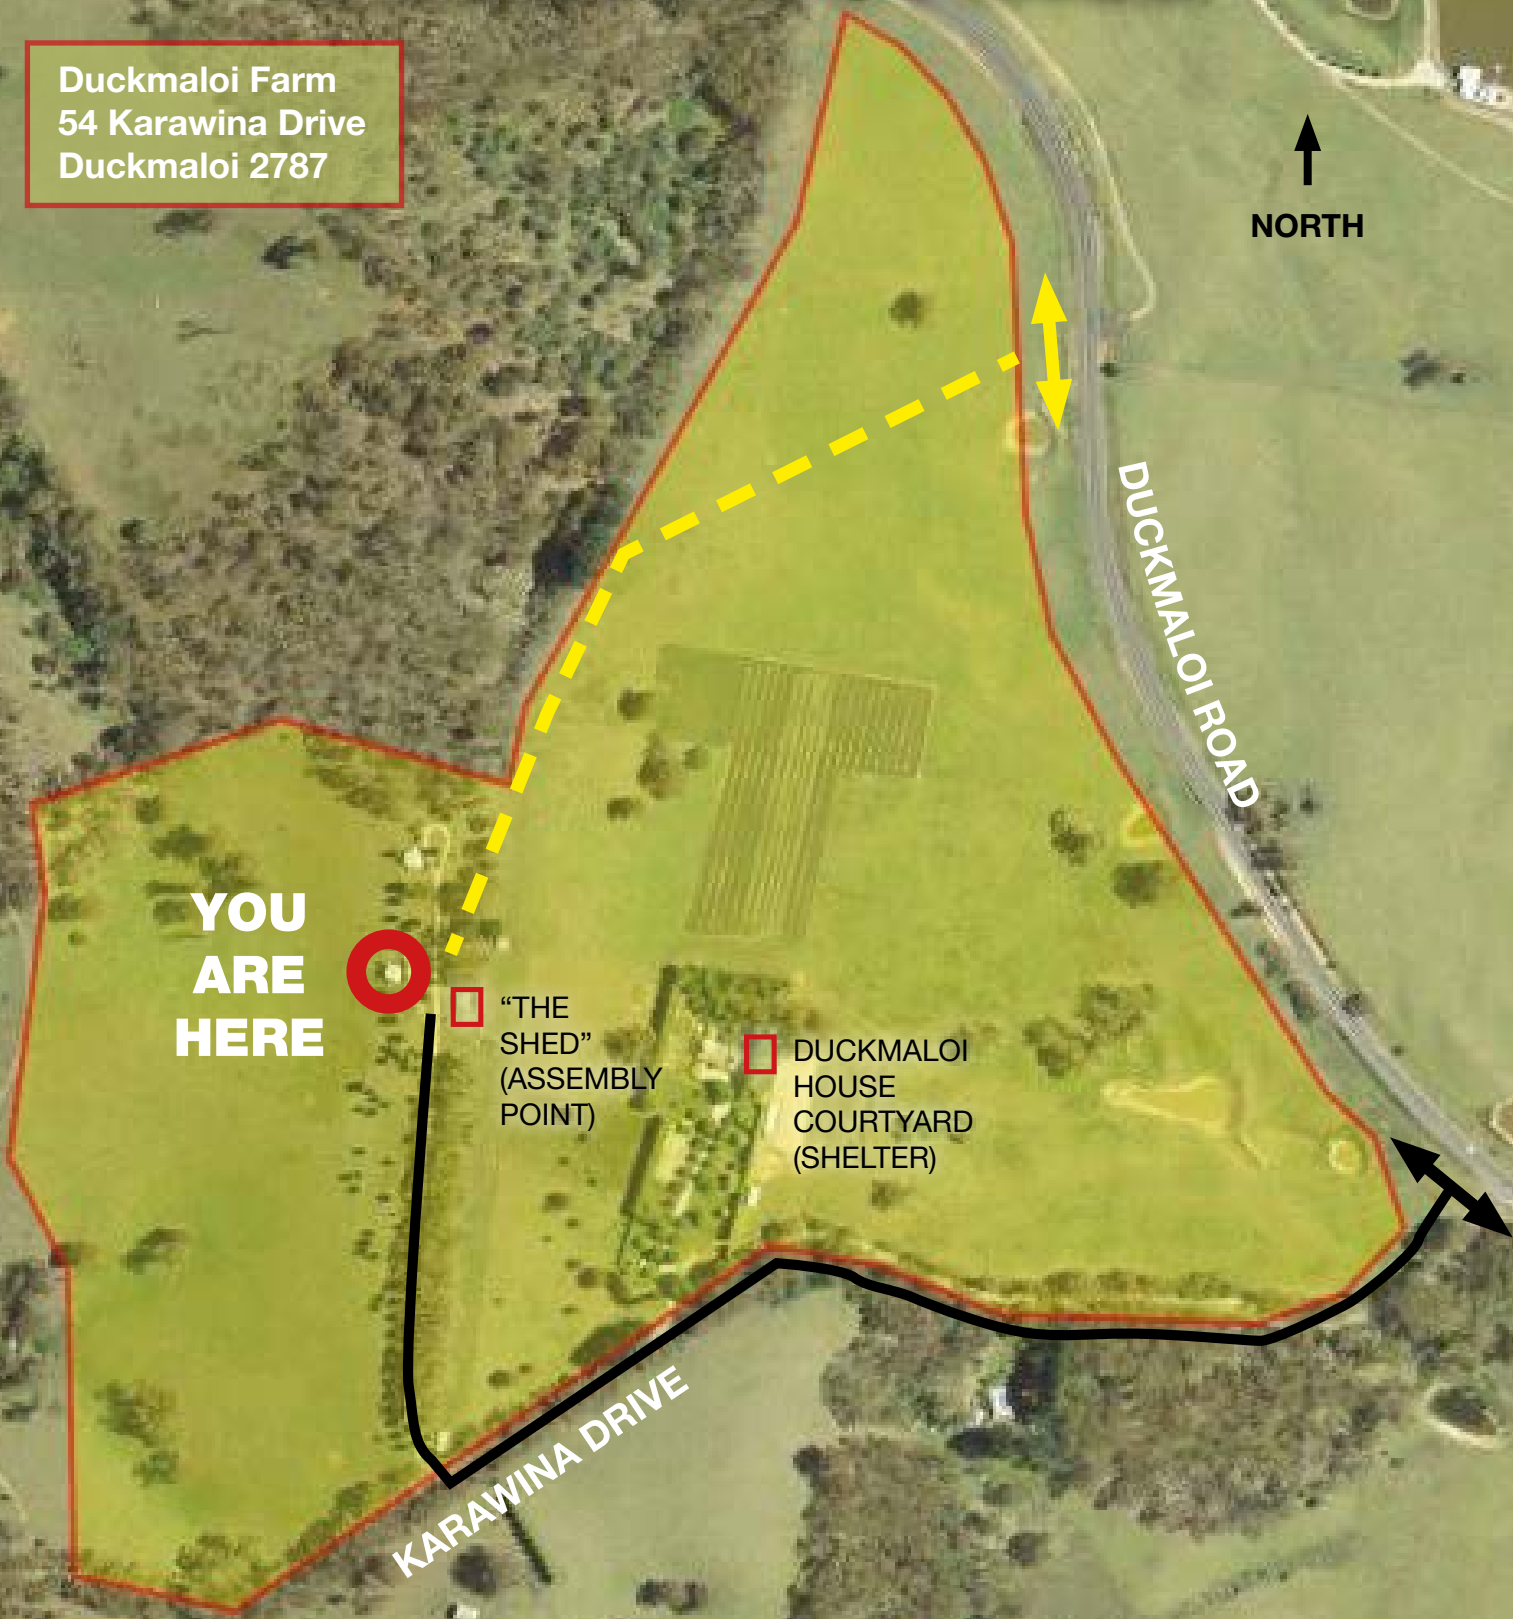 Duckmaloi Farm
54 Karawina Drive
Duckmaloi 2787
NORTH
DUCKMALOI ROAD
YOU
ARE
HERE
“THE
SHED”
(ASSEMBLY
POINT)
DUCKMALOI
HOUSE
COURTYARD
(SHELTER)
KARAWINA DRIVE